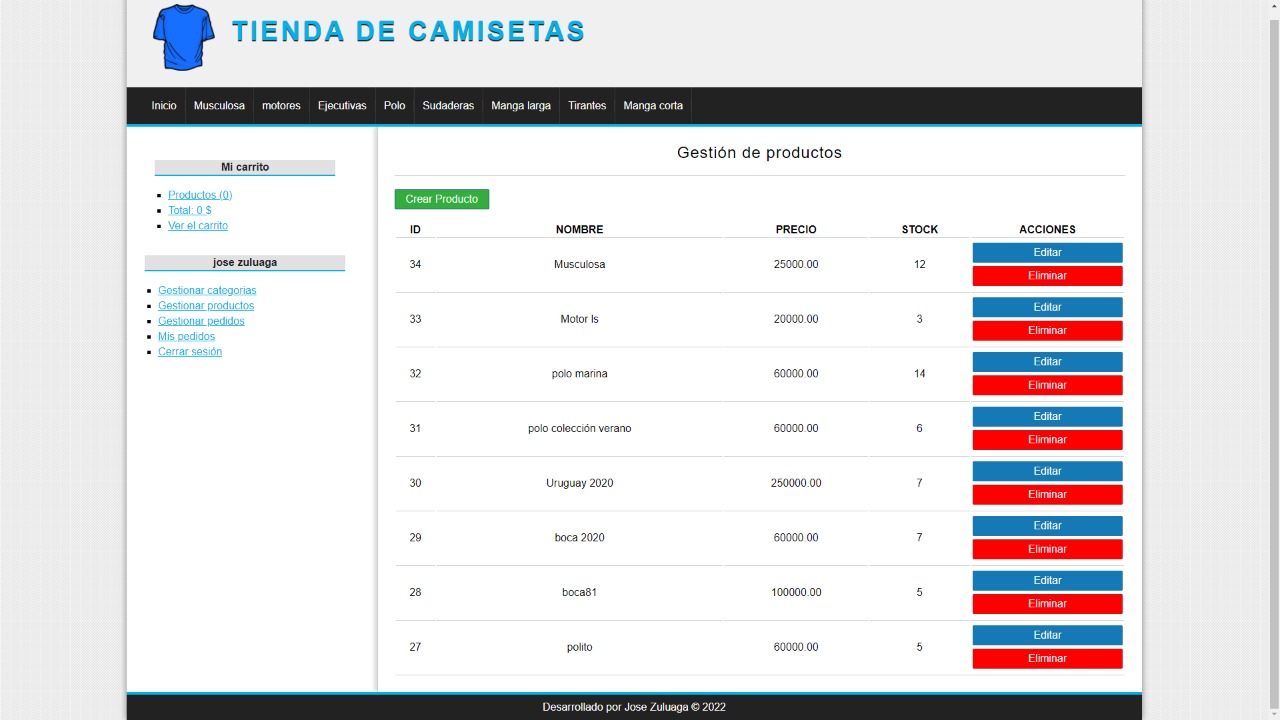 TIENDA DE CAMISETAS
Inicio Musculosa motores Ejecutivas Polo Sudaderas Manga larga Tirantes Manga corta
Mi carrito
Productos (0)
Total: 0 $
Ver el carrito
jose zuluaga
Gestionar categorias
Gestionar productos
Gestionar pedidos
Mis pedidos
Cerrar sesión
Gestión de productos
Crear Producto
ID NOMBRE PRECIO STOCK ACCIONES
34 Musculosa 25000.00 12 Editar
Eliminar
33 Motor ls 20000.00 3 Editar
Eliminar
32 polo marina 60000.00 14 Editar
Eliminar
31 polo colección verano 60000.00 6 Editar
Eliminar
30 Uruguay 2020 250000.00 7 Editar
Eliminar
29 boca 2020 60000.00 7 Editar
Eliminar
28 boca81 100000.00 5 Editar
Eliminar
27 polito 60000.00 5 Editar
Eliminar
Desarrollado por Jose Zuluaga © 2022